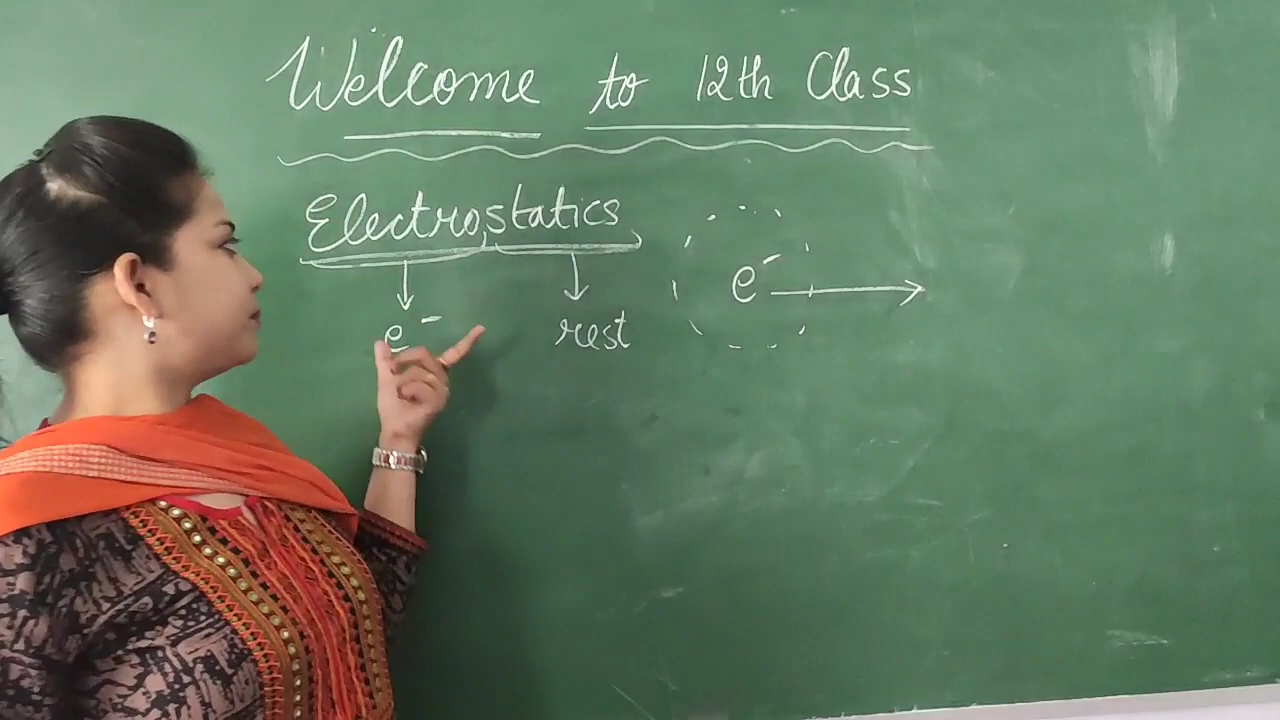 Welcome to 12th Class
Electrostatics
e⁻ rest
e⁻